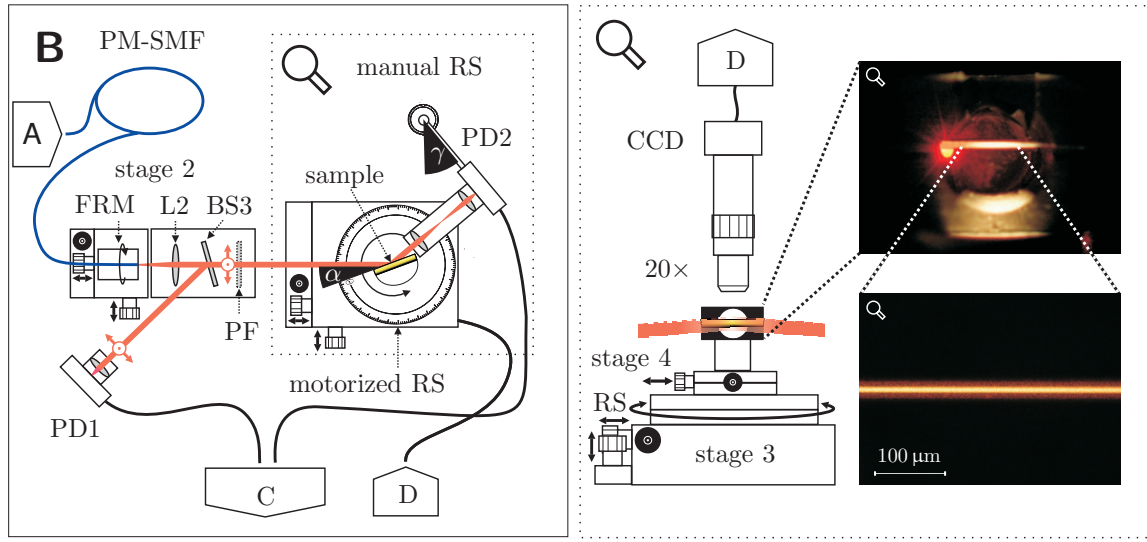 B
PM-SMF
A
stage 2
FRM
L2
BS3
PF
PD1
manual RS
PD2
γ
sample
α
motorized RS
C
D
D
CCD
20×
stage 4
RS
stage 3
100 μm